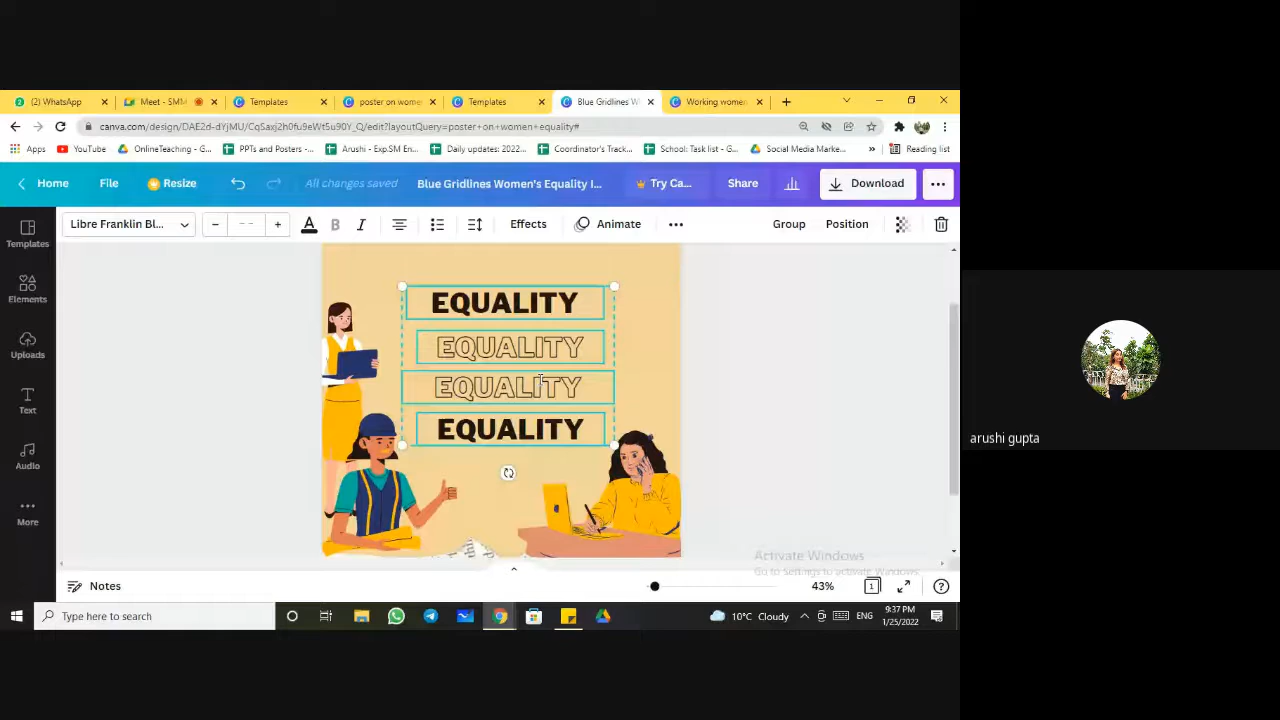 (2) WhatsApp
Meet - SMM
Templates
poster on wome
Templates
Blue Gridlines W
Working women
canva.com/design/DAE2d-dYjMU/CqSaxj2h0fu9eWt5u90Y_Q/edit?layoutQuery=poster+on+women+equality#
Apps
YouTube
OnlineTeaching - G...
PPTs and Posters -...
Arushi - Exp.SM En...
Daily updates: 2022...
Coordinator's Track...
School: Task list - G...
Social Media Marke...
»
Reading list
Home
File
Resize
All changes saved
Blue Gridlines Women's Equality I...
Try Ca...
Share
Download
Libre Franklin Bl...
– -- +
A
B
I
Effects
Animate
Group
Position
Templates
Elements
Uploads
Text
Audio
More
EQUALITY
EQUALITY
EQUALITY
EQUALITY
arushi gupta
Activate Windows
Go to Settings to activate Windows.
Notes
43%
1
Type here to search
10°C Cloudy
ENG
9:37 PM
1/25/2022